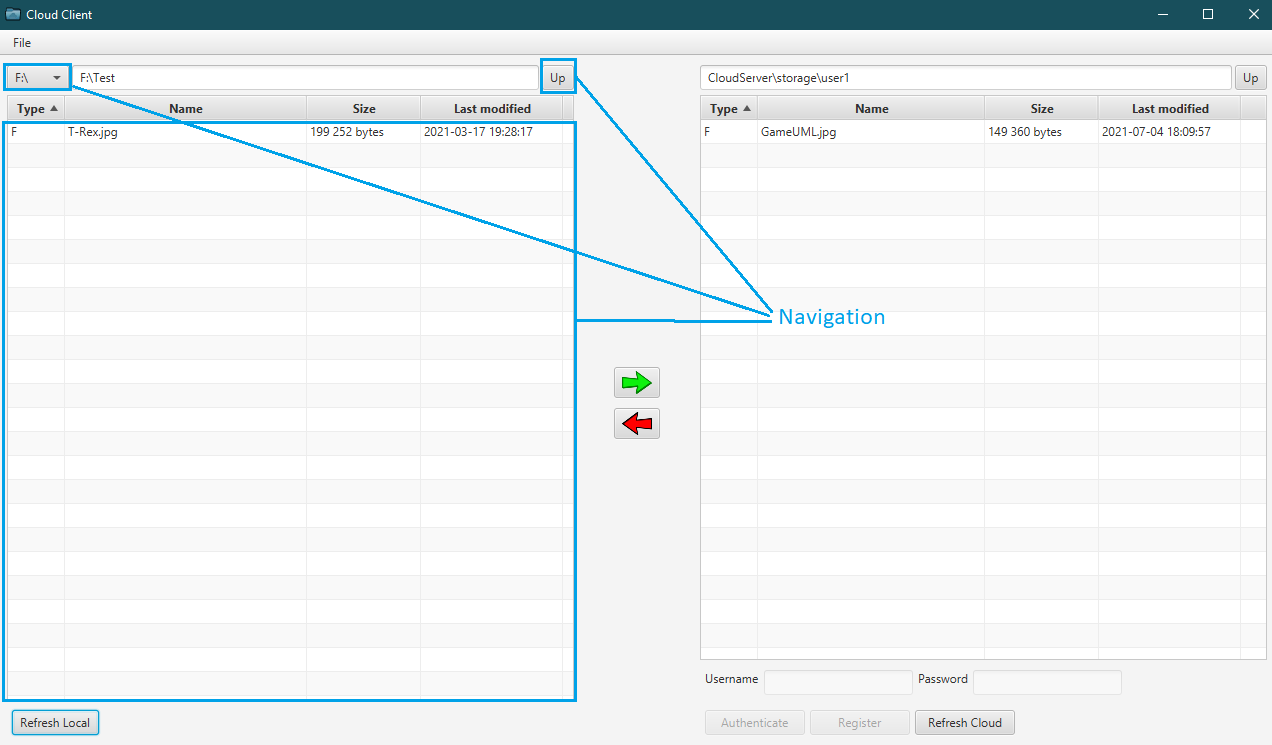 Cloud Client
File
F:\ F:\Test Up CloudServer\storage\user1 Up
Type Name Size Last modified Type Name Size Last modified
F T-Rex.jpg 199 252 bytes 2021-03-17 19:28:17 F GameUML.jpg 149 360 bytes 2021-07-04 18:09:57
Navigation
Username Password
Refresh Local Authenticate Register Refresh Cloud